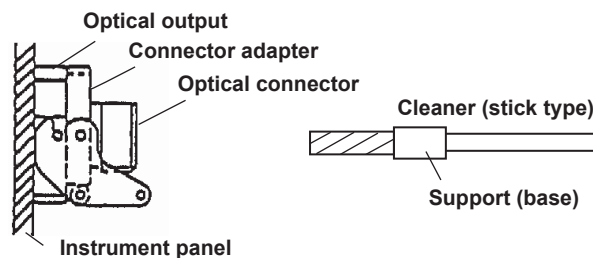 Optical output
Connector adapter
Optical connector
Cleaner (stick type)
Support (base)
Instrument panel